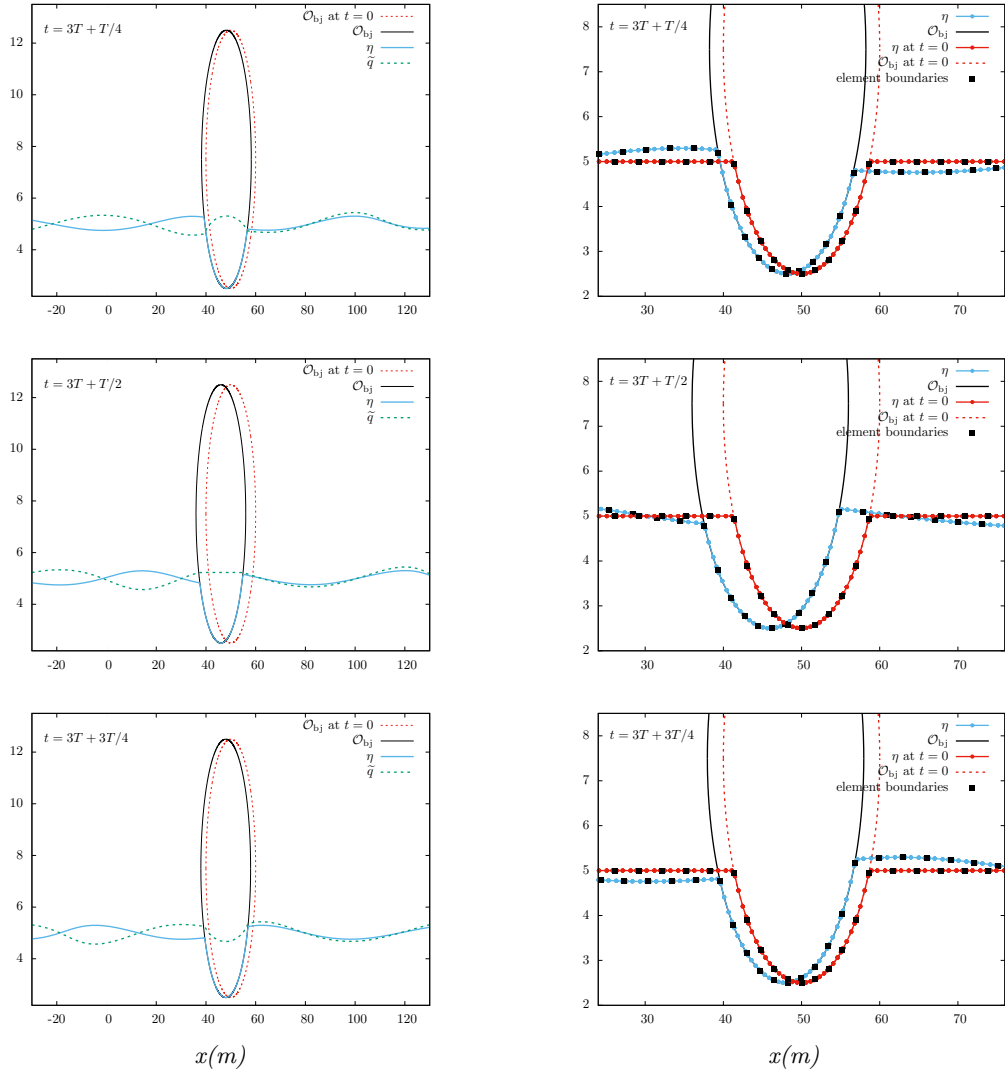 t = 3T + T/4
𝒪bj at t = 0
𝒪bj
η
q̃
12
10
8
6
4
-20 0 20 40 60 80 100 120
t = 3T + T/4
η
𝒪bj
η at t = 0
𝒪bj at t = 0
element boundaries
8
7
6
5
4
3
2
30 40 50 60 70
t = 3T + T/2
𝒪bj at t = 0
𝒪bj
η
q̃
12
10
8
6
4
-20 0 20 40 60 80 100 120
t = 3T + T/2
η
𝒪bj
η at t = 0
𝒪bj at t = 0
element boundaries
8
7
6
5
4
3
2
30 40 50 60 70
t = 3T + 3T/4
𝒪bj at t = 0
𝒪bj
η
q̃
12
10
8
6
4
-20 0 20 40 60 80 100 120
x(m)
t = 3T + 3T/4
η
𝒪bj
η at t = 0
𝒪bj at t = 0
element boundaries
8
7
6
5
4
3
2
30 40 50 60 70
x(m)